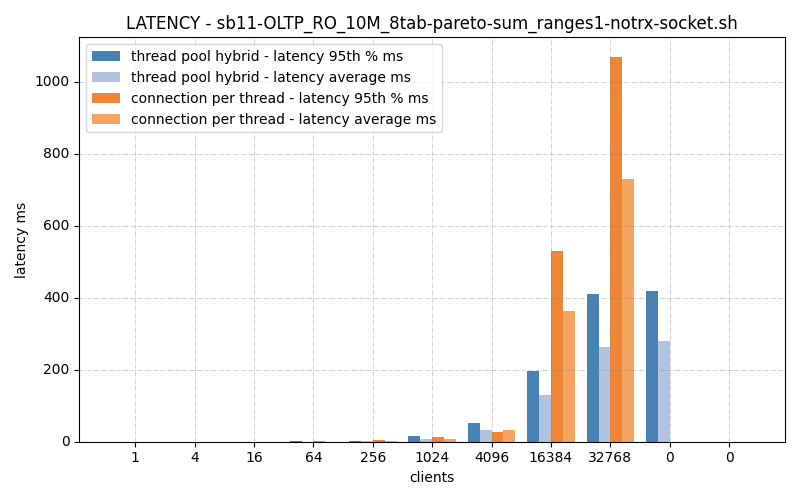 LATENCY - sb11-OLTP_RO_10M_8tab-pareto-sum_ranges1-notrx-socket.sh
thread pool hybrid - latency 95th % ms
thread pool hybrid - latency average ms
connection per thread - latency 95th % ms
connection per thread - latency average ms
latency ms
1000
800
600
400
200
0
1 4 16 64 256 1024 4096 16384 32768 0 0
clients